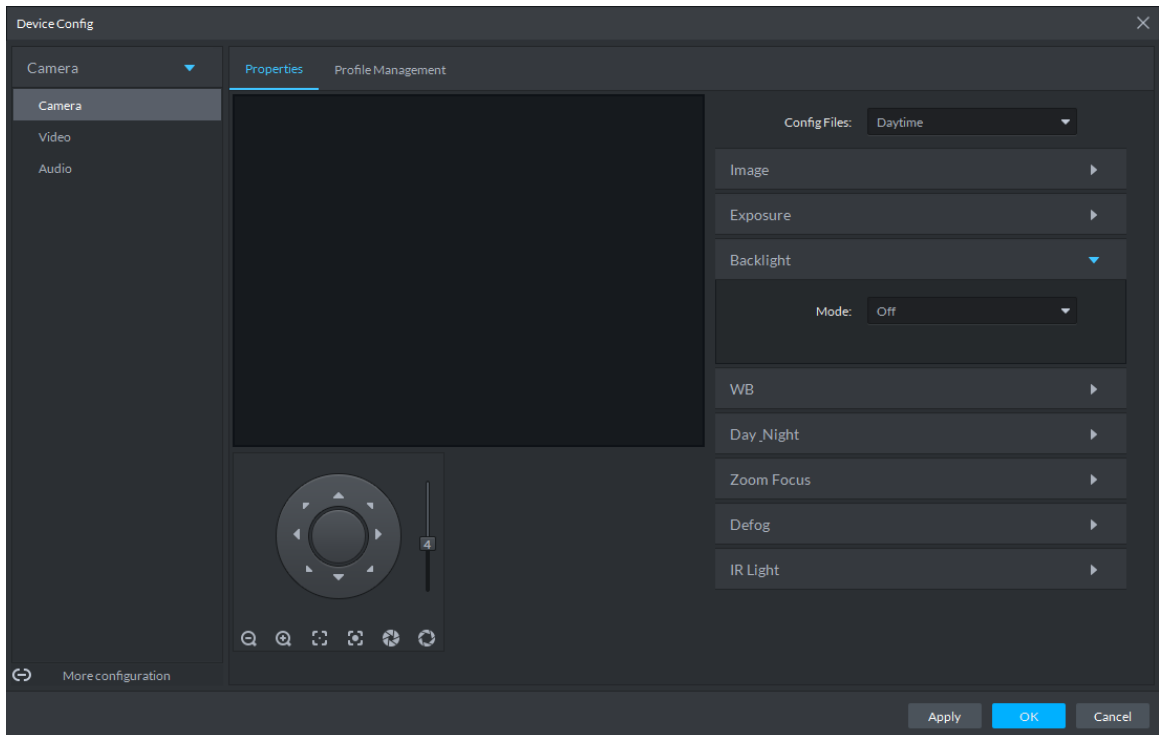 Device Config
Camera
Camera
Video
Audio
More configuration
Properties
Profile Management
Config Files: Daytime
Image
Exposure
Backlight
Mode: Off
WB
Day_Night
Zoom Focus
Defog
IR Light
4
Apply
OK
Cancel